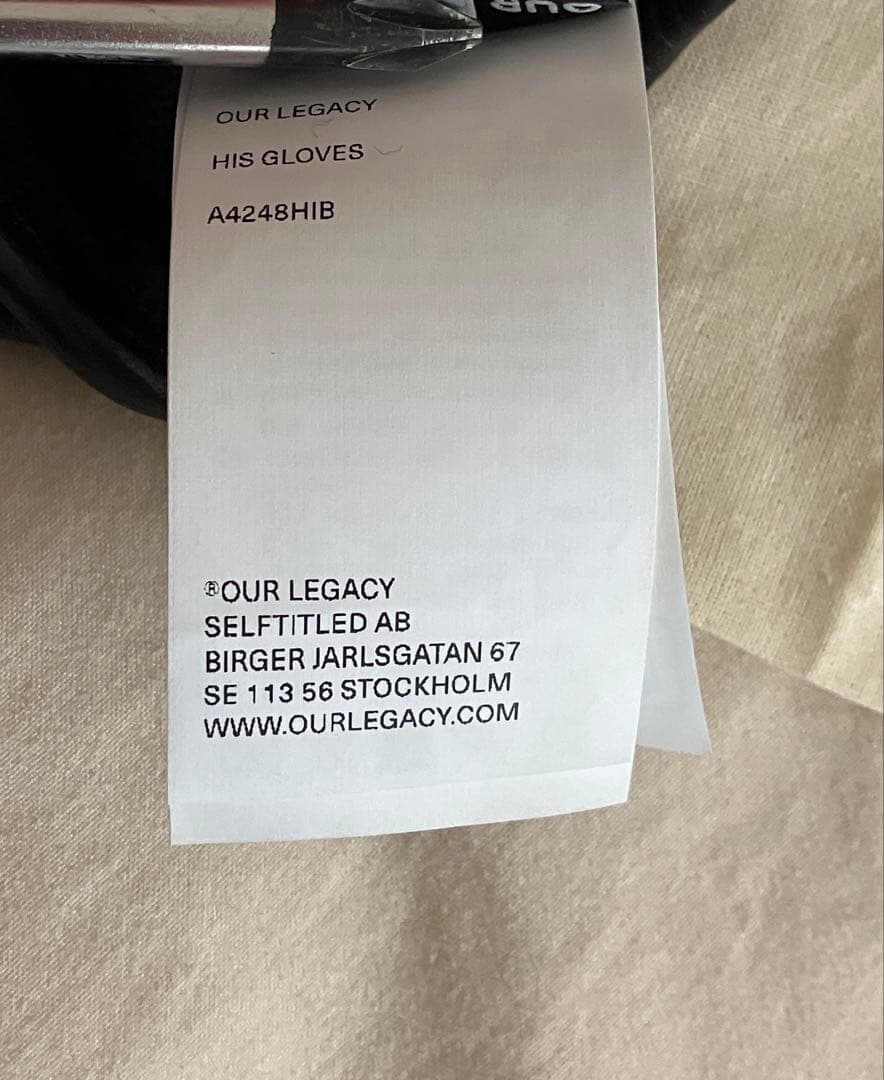 OUR
OUR LEGACY
HIS GLOVES
A4248HIB
®OUR LEGACY
SELFTITLED AB
BIRGER JARLSGATAN 67
SE 113 56 STOCKHOLM
WWW.OURLEGACY.COM